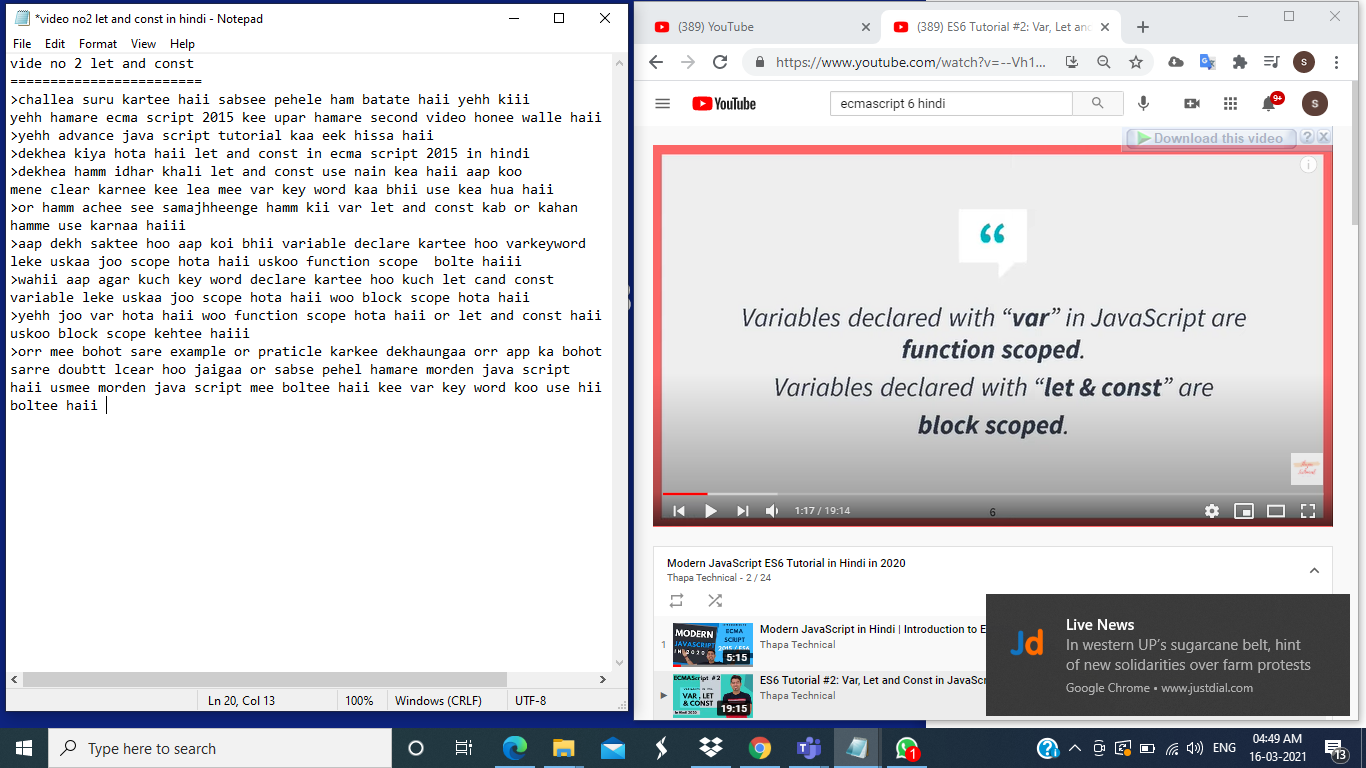 *video no2 let and const in hindi - Notepad
File Edit Format View Help
vide no 2 let and const
========================
>challea suru kartee haii sabsee pehele ham batate haii yehh kiii
yehh hamare ecma script 2015 kee upar hamare second video honee walle haii
>yehh advance java script tutorial kaa eek hissa haii
>dekhea kiya hota haii let and const in ecma script 2015 in hindi
>dekhea hamm idhar khali let and const use nain kea haii aap koo
mene clear karnee kee lea mee var key word kaa bhii use kea hua haii
>or hamm achee see samajhheenge hamm kii var let and const kab or kahan
hamme use karnaa haiii
>aap dekh saktee hoo aap koi bhii variable declare kartee hoo varkeyword
leke uskaa joo scope hota haii uskoo function scope  bolte haiii
>wahii aap agar kuch key word declare kartee hoo kuch let cand const
variable leke uskaa joo scope hota haii woo block scope hota haii
>yehh joo var hota haii woo function scope hota haii or let and const haii
uskoo block scope kehtee haiii
>orr mee bohot sare example or praticle karkee dekhaungaa orr app ka bohot
sarre doubtt lcear hoo jaigaa or sabse pehel hamare morden java script
haii usmee morden java script mee boltee haii kee var key word koo use hii
boltee haii
Ln 20, Col 13 100% Windows (CRLF) UTF-8
(389) YouTube
(389) ES6 Tutorial #2: Var, Let and
https://www.youtube.com/watch?v=--Vh1...
S
YouTube
ecmascript 6 hindi
9+
S
Download this video ? X
“
Variables declared with “var” in JavaScript are
function scoped.
Variables declared with “let & const” are
block scoped.
1:17 / 19:14
6
Modern JavaScript ES6 Tutorial in Hindi in 2020
Thapa Technical - 2 / 24
1
MODERN
JAVASCRIPT
IN 2020
ECMA
SCRIPT
5:15
Modern JavaScript in Hindi | Introduction to E
Thapa Technical
ECMAScript #2
VAR , LET
& CONST
19:15
ES6 Tutorial #2: Var, Let and Const in JavaScr
Thapa Technical
Jd
Live News
In western UP’s sugarcane belt, hint
of new solidarities over farm protests
Google Chrome • www.justdial.com
Type here to search
1
ENG
04:49 AM
16-03-2021
13